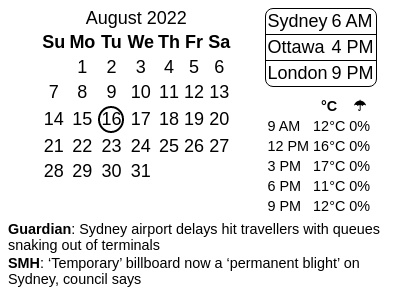 August 2022
Su Mo Tu We Th Fr Sa
1 2 3 4 5 6
7 8 9 10 11 12 13
14 15 16 17 18 19 20
21 22 23 24 25 26 27
28 29 30 31
Sydney 6 AM
Ottawa 4 PM
London 9 PM
°C ☂
9 AM 12°C 0%
12 PM 16°C 0%
3 PM 17°C 0%
6 PM 11°C 0%
9 PM 12°C 0%
Guardian: Sydney airport delays hit travellers with queues
snaking out of terminals
SMH: ‘Temporary’ billboard now a ‘permanent blight’ on
Sydney, council says